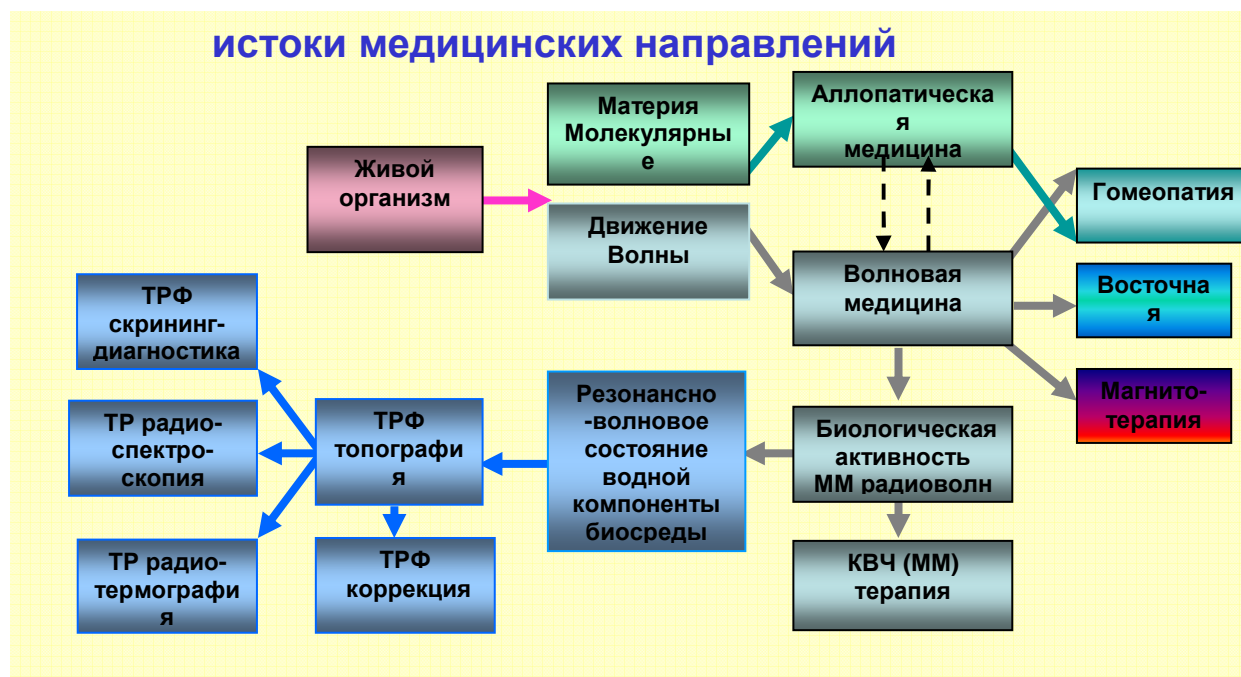 истоки медицинских направлений
Материя
Молекулярны
е
Аллопатическа
я
медицина
Живой
организм
Гомеопатия
Движение
Волны
Волновая
медицина
Восточна
я
ТРФ
скрининг-
диагностика
Магнито-
терапия
Резонансно
-волновое
состояние
водной
компоненты
биосреды
ТРФ
топографи
я
ТР радио-
спектро-
скопия
Биологическая
активность
ММ радиоволн
ТР радио-
термографи
я
ТРФ
коррекция
КВЧ (ММ)
терапия